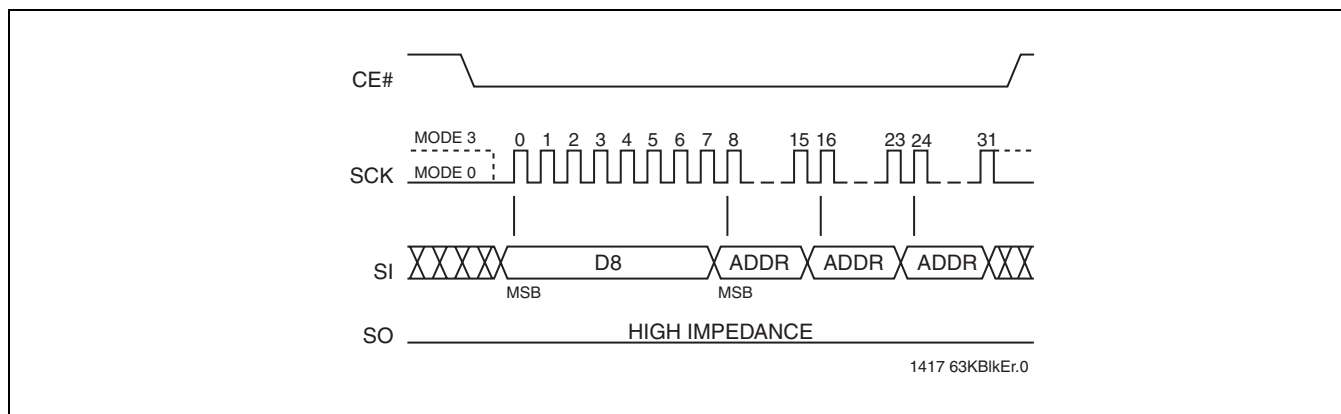 CE#
MODE 3
0 1 2 3 4 5 6 7 8 15 16 23 24 31
SCK
MODE 0
SI
D8 ADDR ADDR ADDR
MSB MSB
SO
HIGH IMPEDANCE
1417 63KBlkEr.0